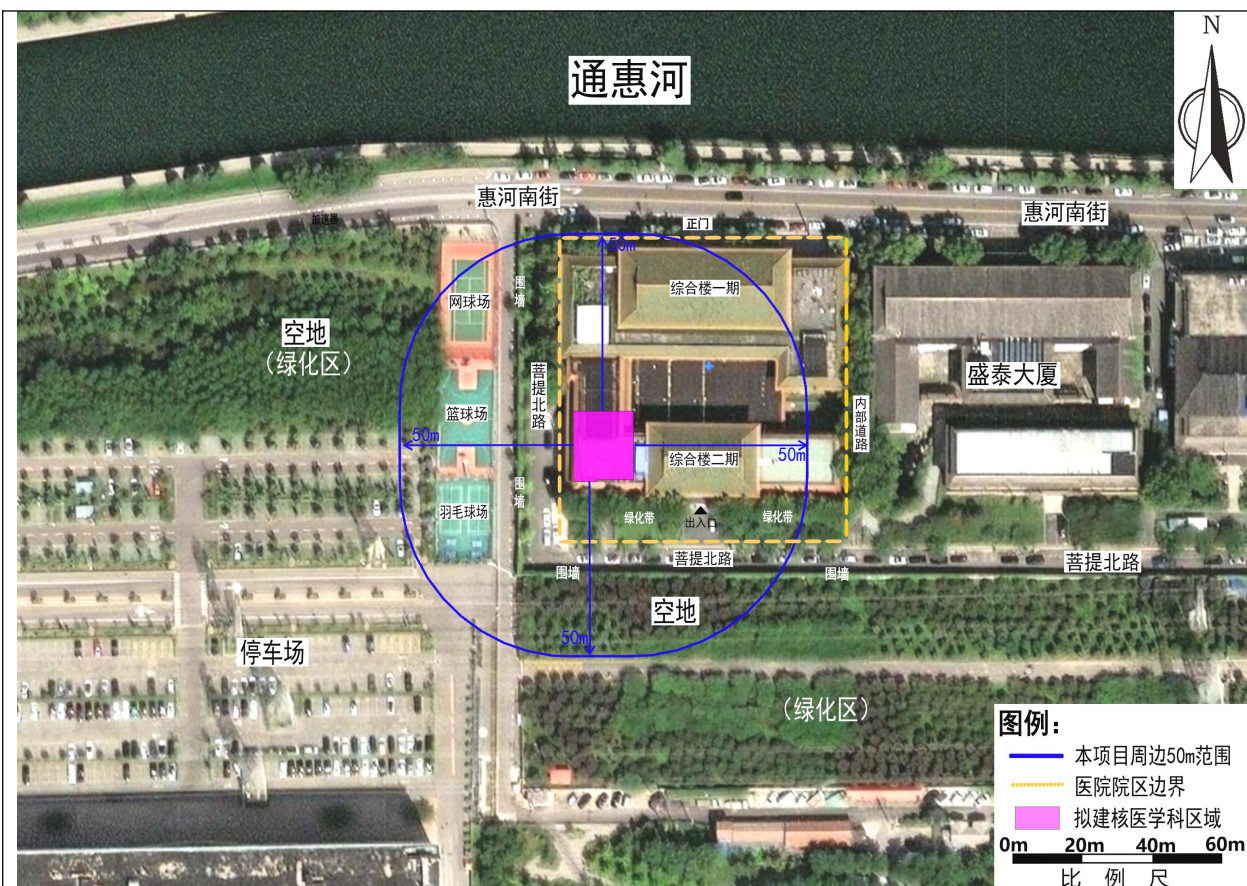 N
通惠河
惠河南街
惠河南街
正门
50m
围墙
综合楼一期
网球场
空地
（绿化区）
盛泰大厦
菩提北路
篮球场
内部道路
50m
50m
综合楼二期
围墙
羽毛球场
绿化带
出入口
绿化带
菩提北路
菩提北路
围墙
围墙
空地
50m
停车场
（绿化区）
图例：
本项目周边50m范围
医院院区边界
拟建核医学科区域
0m 20m 40m 60m
比 例 尺